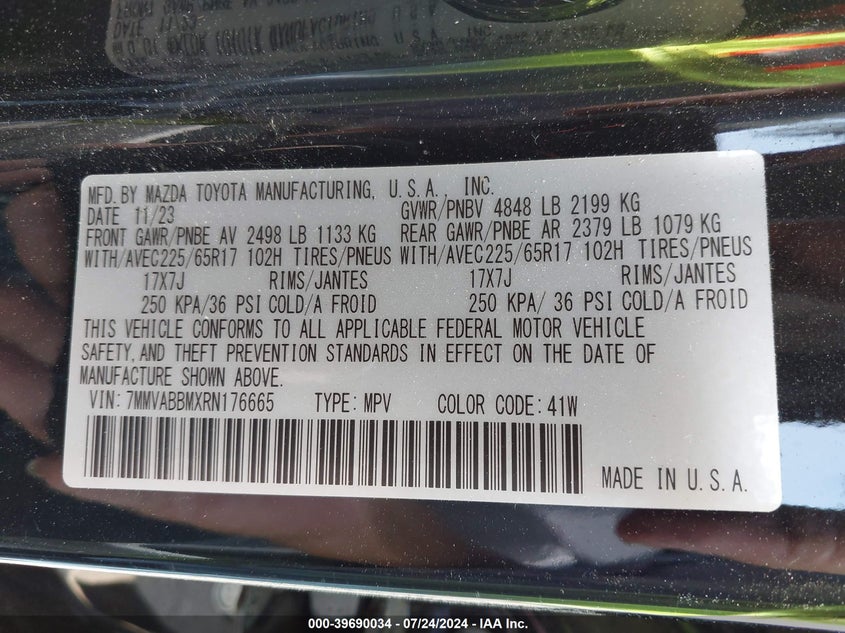 MFD. BY MAZDA TOYOTA MANUFACTURING, U.S.A., INC.
DATE 11/23 GVWR/PNBV 4848 LB 2199 KG
FRONT GAWR/PNBE AV 2498 LB 1133 KG REAR GAWR/PNBE AR 2379 LB 1079 KG
WITH/AVEC225/65R17 102H TIRES/PNEUS WITH/AVEC225/65R17 102H TIRES/PNEUS
17X7J RIMS/JANTES 17X7J RIMS/JANTES
250 KPA/36 PSI COLD/A FROID 250 KPA/ 36 PSI COLD/A FROID
THIS VEHICLE CONFORMS TO ALL APPLICABLE FEDERAL MOTOR VEHICLE
SAFETY, AND THEFT PREVENTION STANDARDS IN EFFECT ON THE DATE OF
MANUFACTURE SHOWN ABOVE.
VIN: 7MMVABBMXRN176665 TYPE: MPV COLOR CODE: 41W
MADE IN U.S.A.
000-39690034 / 07/24/2024 - IAA Inc.